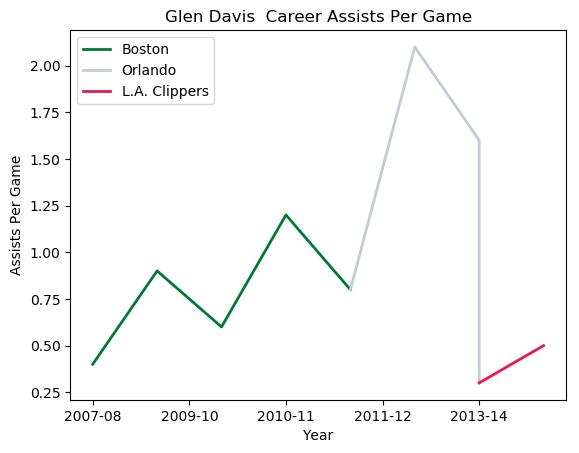 Glen Davis  Career Assists Per Game
Boston
Orlando
L.A. Clippers
Assists Per Game
2.00
1.75
1.50
1.25
1.00
0.75
0.50
0.25
2007-08 2009-10 2010-11 2011-12 2013-14
Year